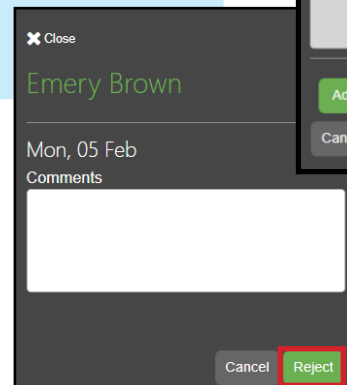 ✖ Close
Emery Brown
Mon, 05 Feb
Comments
Cancel Reject